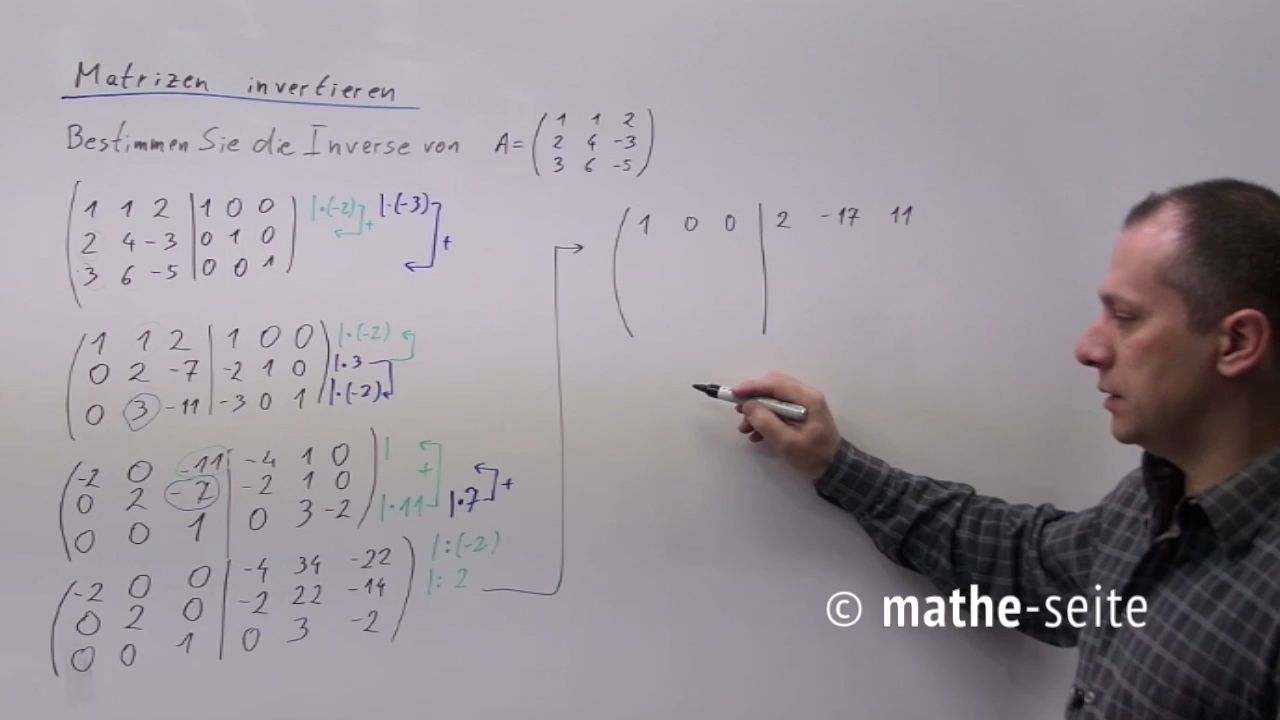 Matrizen invertieren
Bestimmen Sie die Inverse von A= ( 1 1 2
2 4 -3
3 6 -5 )
( 1 1 2 | 1 0 0 ) |·(-2) + |·(-3) +
2 4 -3 | 0 1 0
3 6 -5 | 0 0 1
( 1 1 2 | 1 0 0 ) |·(-2)
0 2 -7 | -2 1 0 |·3
0 3 -11 | -3 0 1 |·(-2)
( -2 0 -11 | -4 1 0 ) | +
0 2 -7 | -2 1 0 +
0 0 1 | 0 3 -2 |·11 |·7
( -2 0 0 | -4 34 -22 ) |:(-2)
0 2 0 | -2 22 -14 |:2
0 0 1 | 0 3 -2
( 1 0 0 | 2 -17 11
© mathe-seite